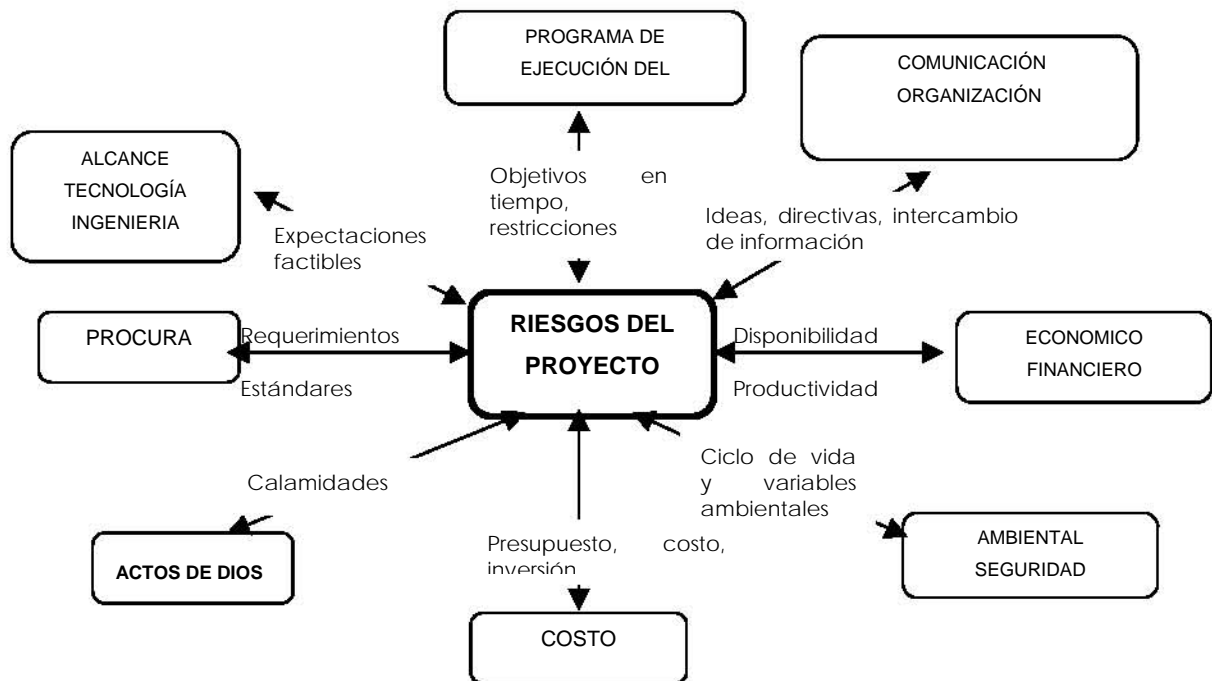 PROGRAMA DE
EJECUCIÓN DEL
COMUNICACIÓN
ORGANIZACIÓN
ALCANCE
TECNOLOGÍA
INGENIERIA
Objetivos en
tiempo,
restricciones
Ideas, directivas, intercambio
de información
Expectaciones
factibles
RIESGOS DEL
PROYECTO
PROCURA
Requerimientos
Estándares
Disponibilidad
Productividad
ECONOMICO
FINANCIERO
Calamidades
Ciclo de vida
y variables
ambientales
ACTOS DE DIOS
Presupuesto, costo,
inversión
AMBIENTAL
SEGURIDAD
COSTO